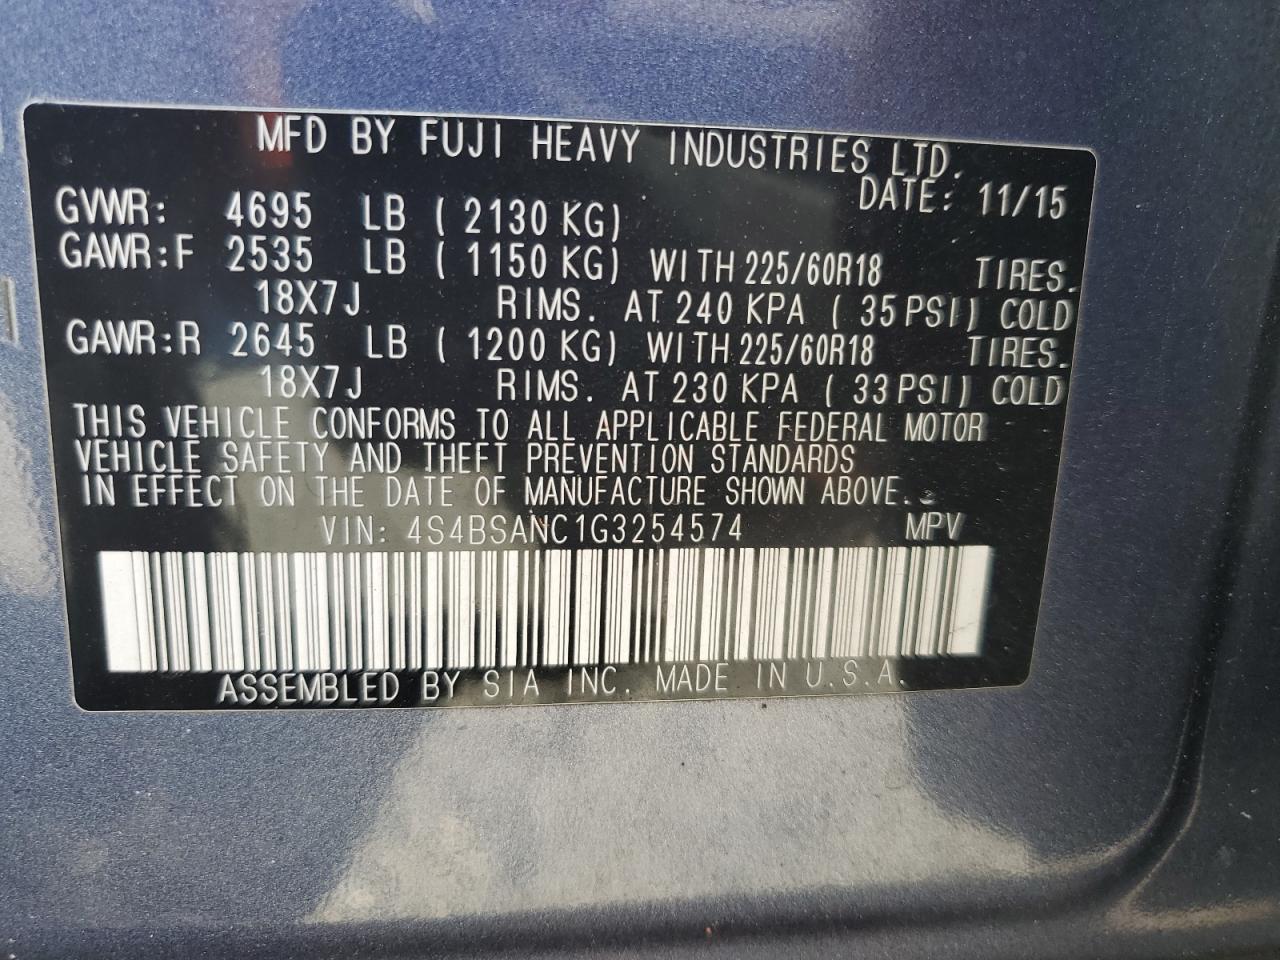 MFD BY FUJI HEAVY INDUSTRIES LTD.
DATE: 11/15
GVWR: 4695 LB ( 2130 KG)
GAWR:F 2535 LB ( 1150 KG) WITH 225/60R18 TIRES.
18X7J RIMS. AT 240 KPA ( 35 PSI) COLD
GAWR:R 2645 LB ( 1200 KG) WITH 225/60R18 TIRES.
18X7J RIMS. AT 230 KPA ( 33 PSI) COLD
THIS VEHICLE CONFORMS TO ALL APPLICABLE FEDERAL MOTOR
VEHICLE SAFETY AND THEFT PREVENTION STANDARDS
IN EFFECT ON THE DATE OF MANUFACTURE SHOWN ABOVE.
VIN: 4S4BSANC1G3254574 MPV
ASSEMBLED BY SIA INC. MADE IN U.S.A.